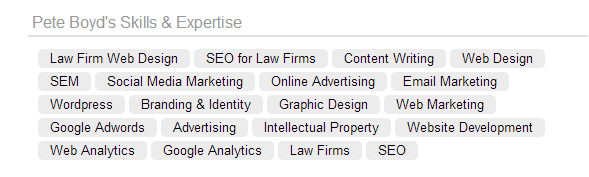 Pete Boyd's Skills & Expertise
Law Firm Web Design SEO for Law Firms Content Writing Web Design
SEM Social Media Marketing Online Advertising Email Marketing
Wordpress Branding & Identity Graphic Design Web Marketing
Google Adwords Advertising Intellectual Property Website Development
Web Analytics Google Analytics Law Firms SEO